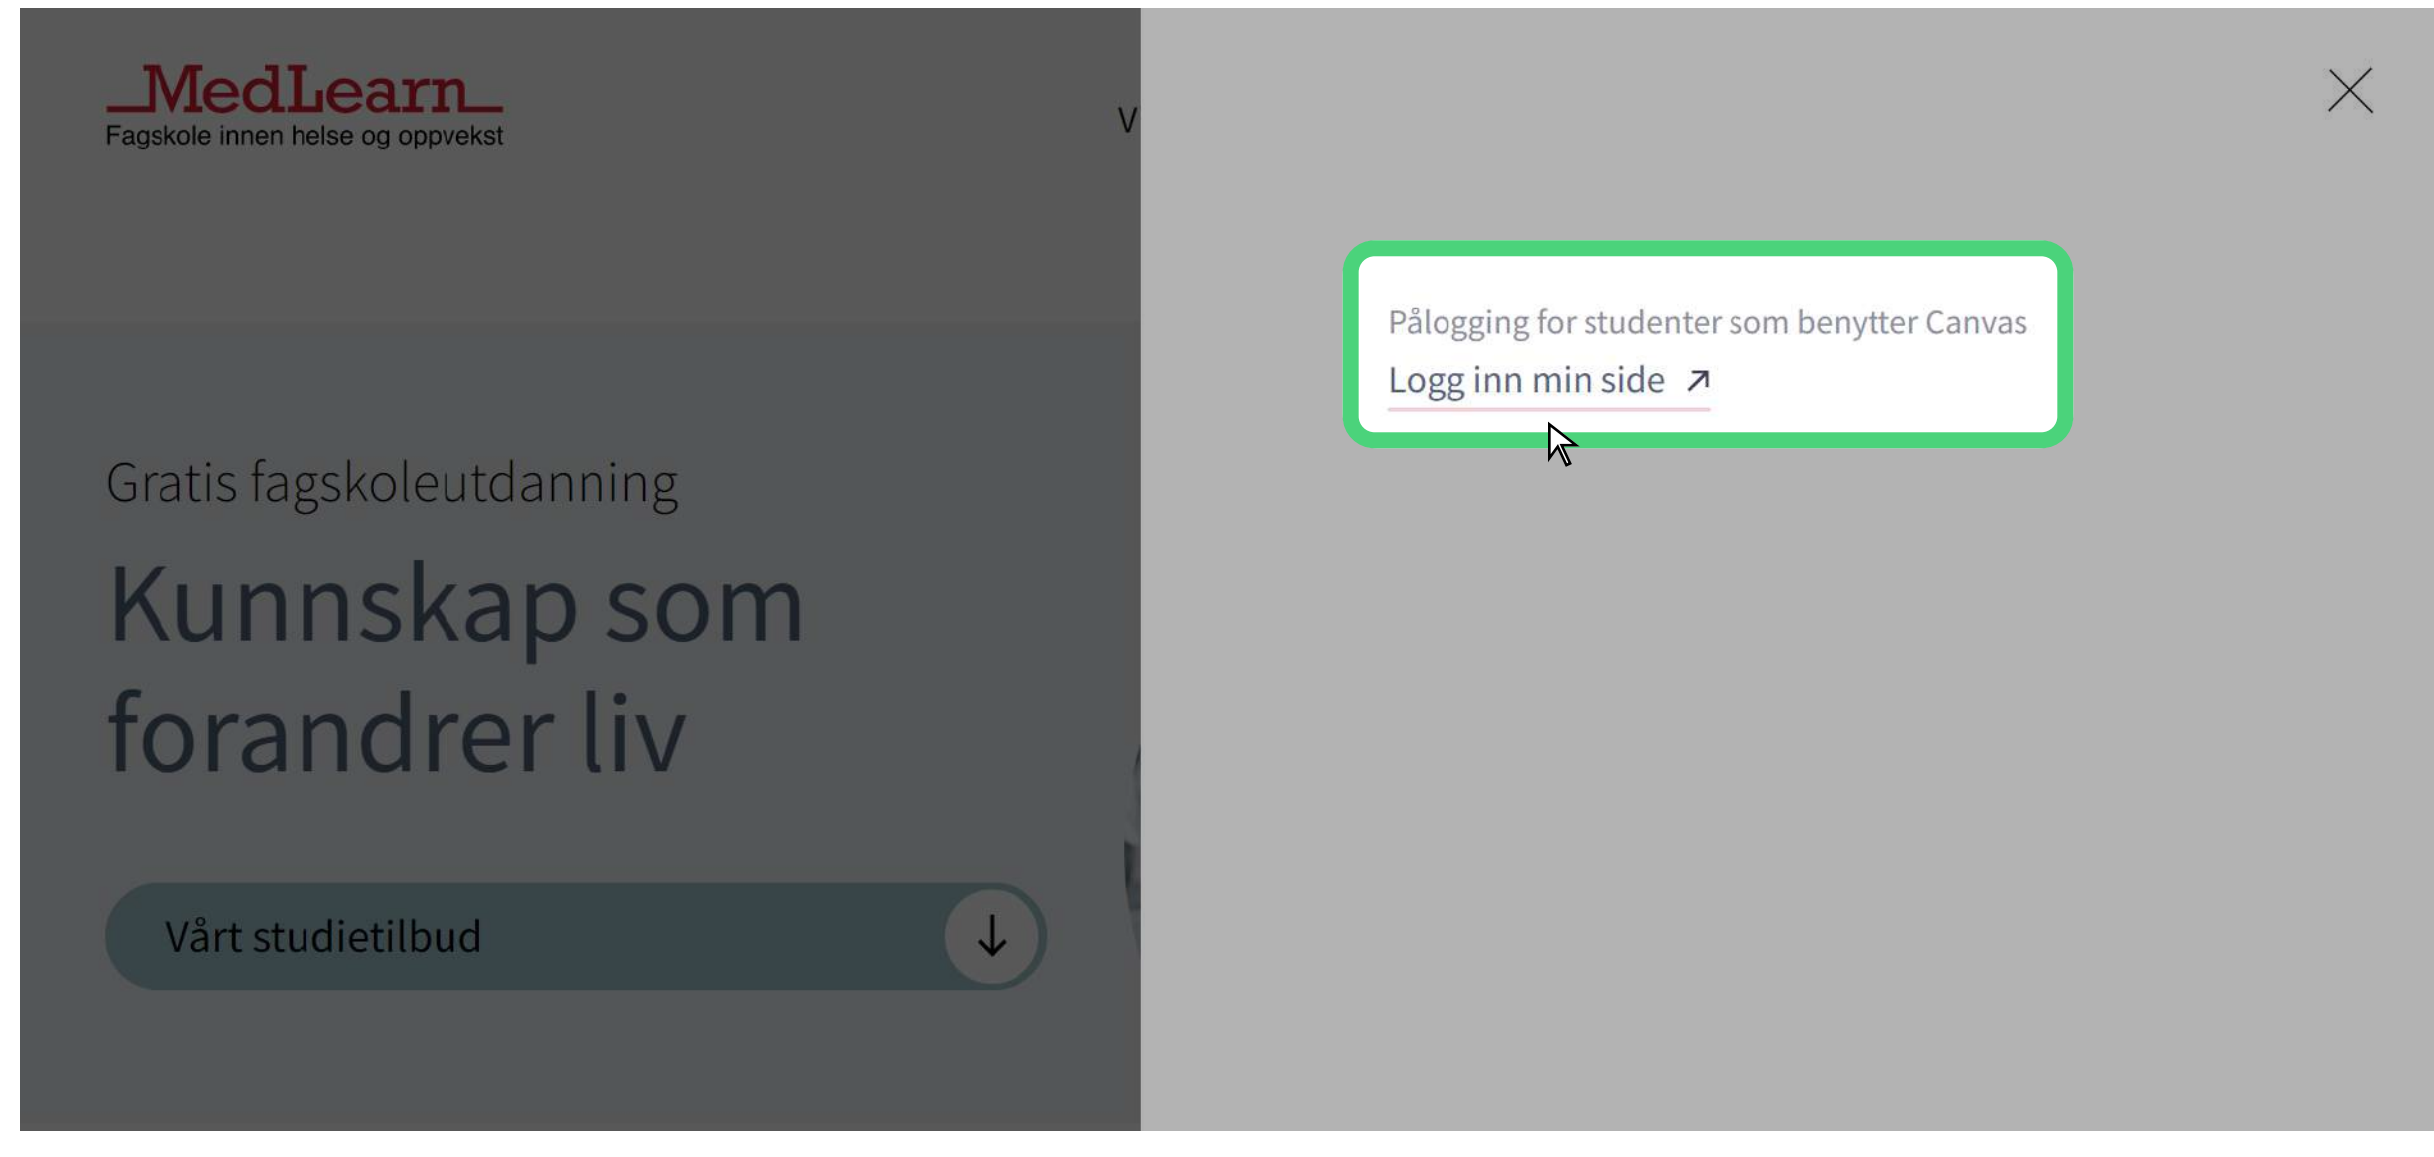 MedLearn
Fagskole innen helse og oppvekst
V
Pålogging for studenter som benytter Canvas
Logg inn min side
Gratis fagskoleutdanning
Kunnskap som
forandrer liv
Vårt studietilbud